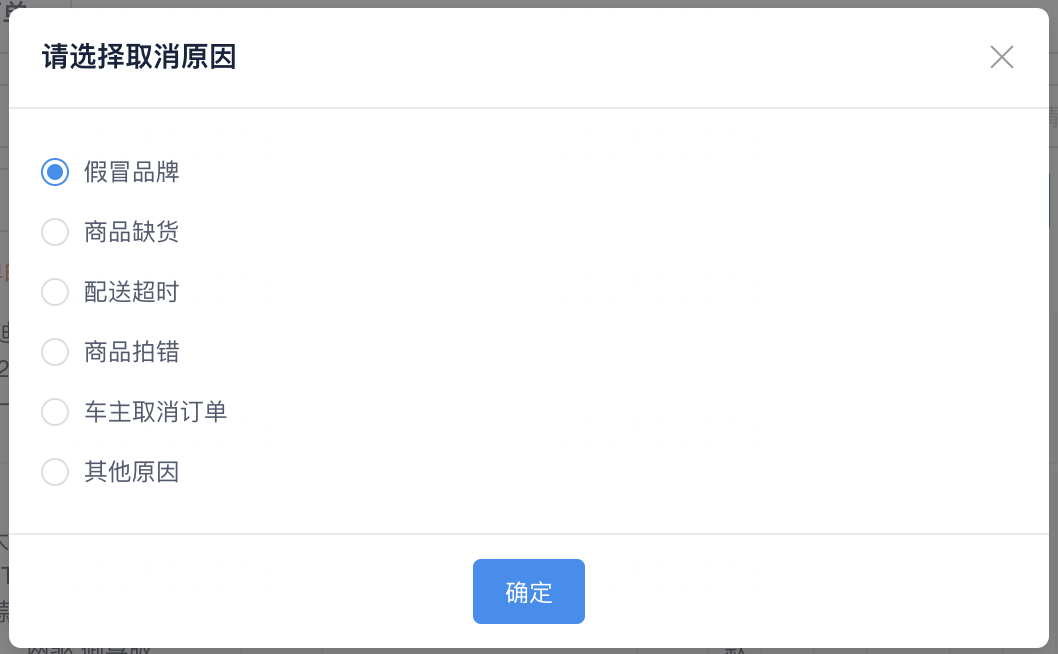 请选择取消原因
假冒品牌
商品缺货
配送超时
商品拍错
车主取消订单
其他原因
确定